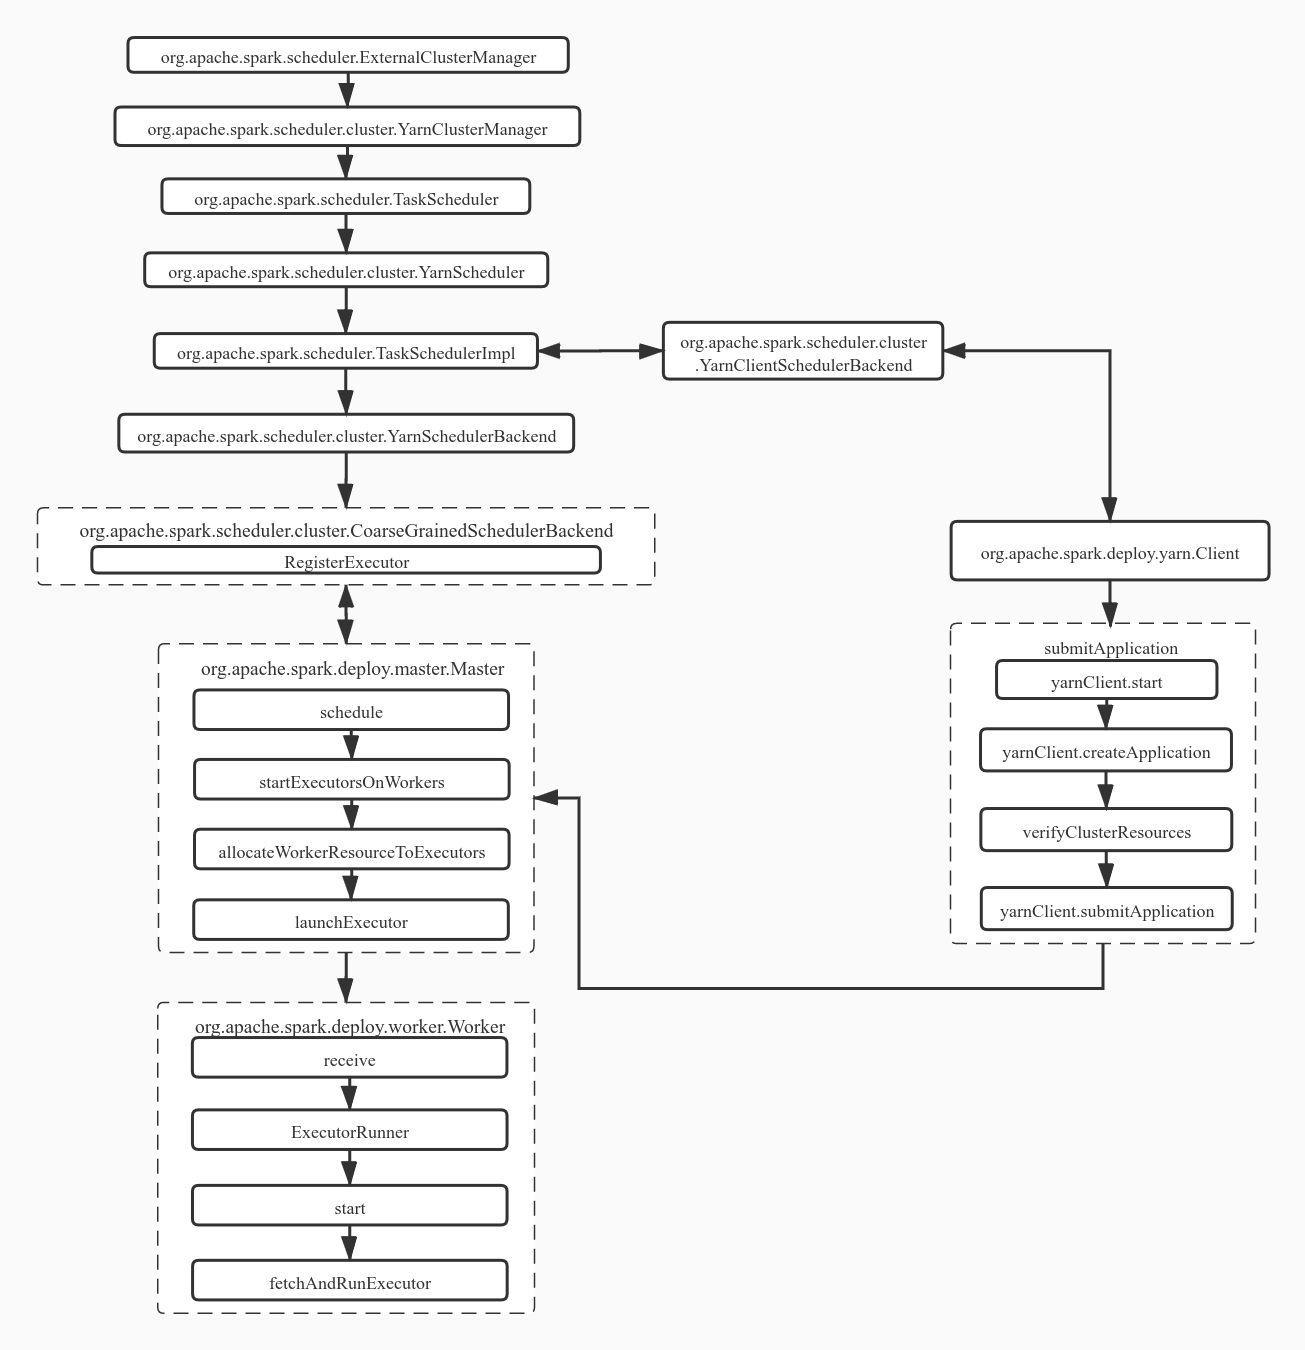 org.apache.spark.scheduler.ExternalClusterManager
org.apache.spark.scheduler.cluster.YarnClusterManager
org.apache.spark.scheduler.TaskScheduler
org.apache.spark.scheduler.cluster.YarnScheduler
org.apache.spark.scheduler.TaskSchedulerImpl
org.apache.spark.scheduler.cluster
.YarnClientSchedulerBackend
org.apache.spark.scheduler.cluster.YarnSchedulerBackend
org.apache.spark.scheduler.cluster.CoarseGrainedSchedulerBackend
RegisterExecutor
org.apache.spark.deploy.master.Master
schedule
startExecutorsOnWorkers
allocateWorkerResourceToExecutors
launchExecutor
org.apache.spark.deploy.worker.Worker
receive
ExecutorRunner
start
fetchAndRunExecutor
org.apache.spark.deploy.yarn.Client
submitApplication
yarnClient.start
yarnClient.createApplication
verifyClusterResources
yarnClient.submitApplication